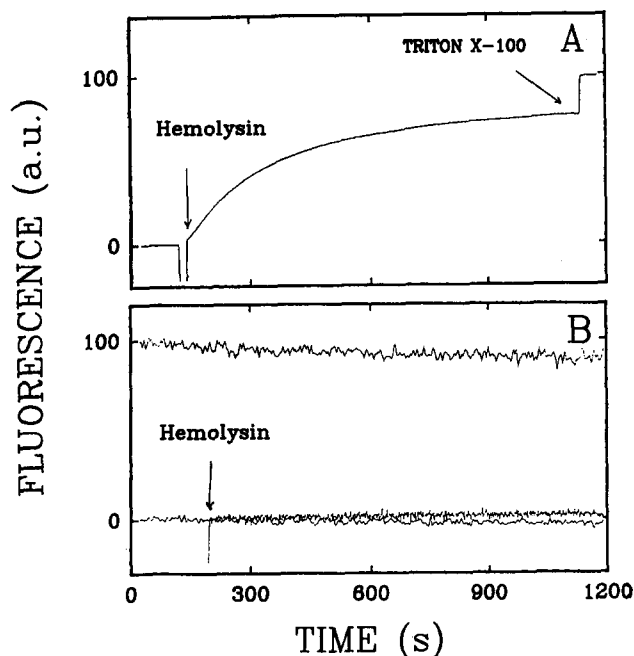 TRITON X-100
A
100
Hemolysin
0
FLUORESCENCE (a.u.)
B
100
Hemolysin
0
0 300 600 900 1200
TIME (s)